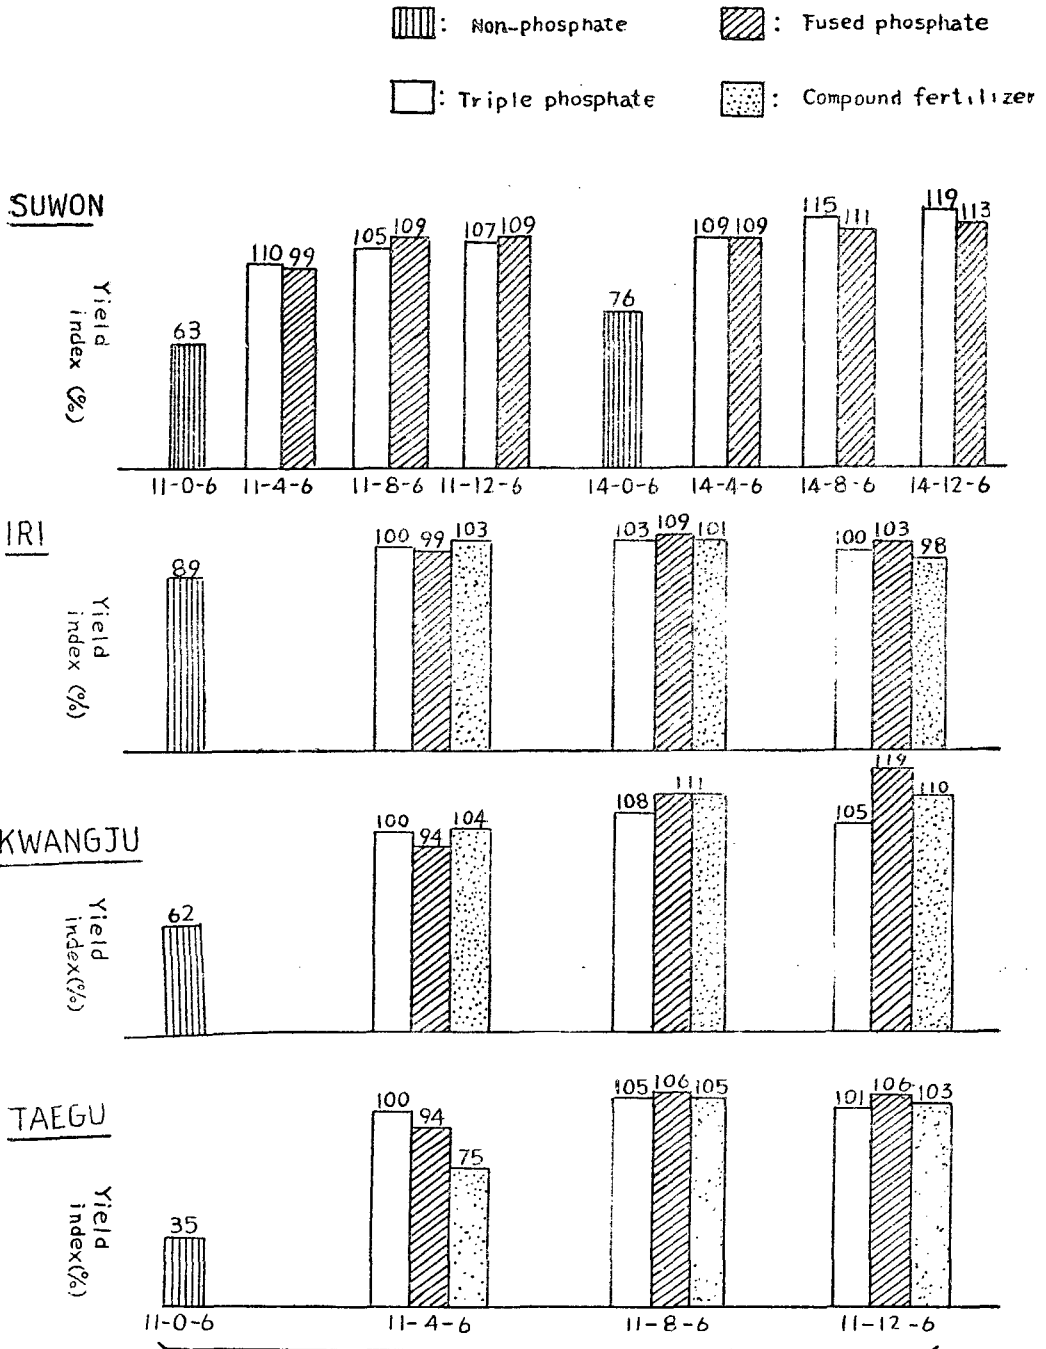 : Non-phosphate : Fused phosphate
: Triple phosphate : Compound fertilizer
SUWON
Yield
index (%)
63
110 99
105 109
107 109
76
109 109
115 111
119 113
11-0-6 11-4-6 11-8-6 11-12-6 14-0-6 14-4-6 14-8-6 14-12-6
IRI
Yield
index (%)
89
100 99 103
103 109 101
100 103 98
KWANGJU
Yield
index(%)
62
100 94 104
108 111
105 119 110
TAEGU
Yield
index(%)
35
100 94 75
105 106 105
101 106 103
11-0-6 11-4-6 11-8-6 11-12-6